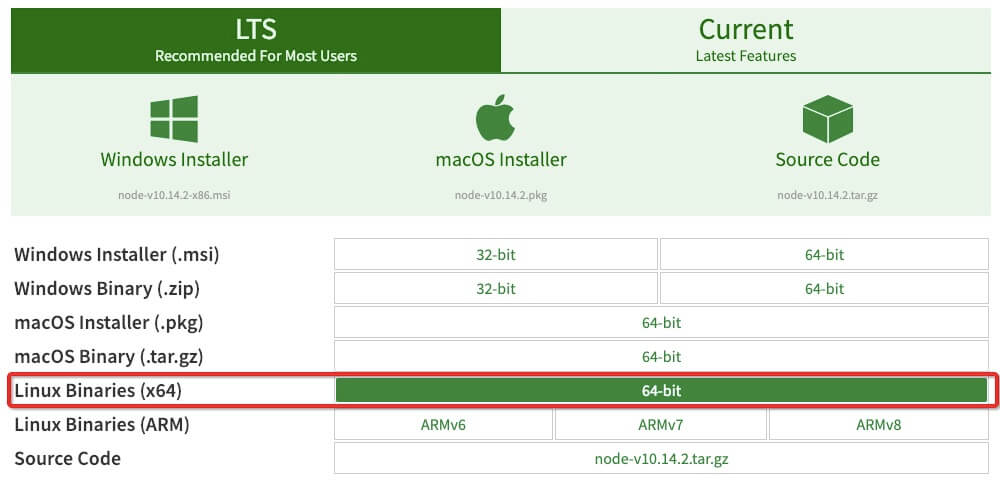 LTS
Recommended For Most Users
Current
Latest Features
Windows Installer
node-v10.14.2-x86.msi
macOS Installer
node-v10.14.2.pkg
Source Code
node-v10.14.2.tar.gz
Windows Installer (.msi) 32-bit 64-bit
Windows Binary (.zip) 32-bit 64-bit
macOS Installer (.pkg) 64-bit
macOS Binary (.tar.gz) 64-bit
Linux Binaries (x64) 64-bit
Linux Binaries (ARM) ARMv6 ARMv7 ARMv8
Source Code node-v10.14.2.tar.gz